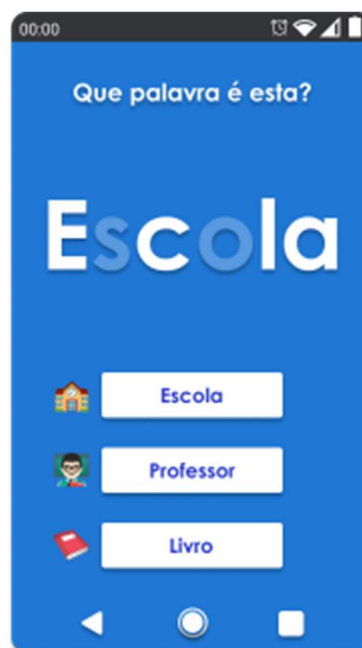 00:00
Que palavra é esta?
Escola
Escola
Professor
Livro